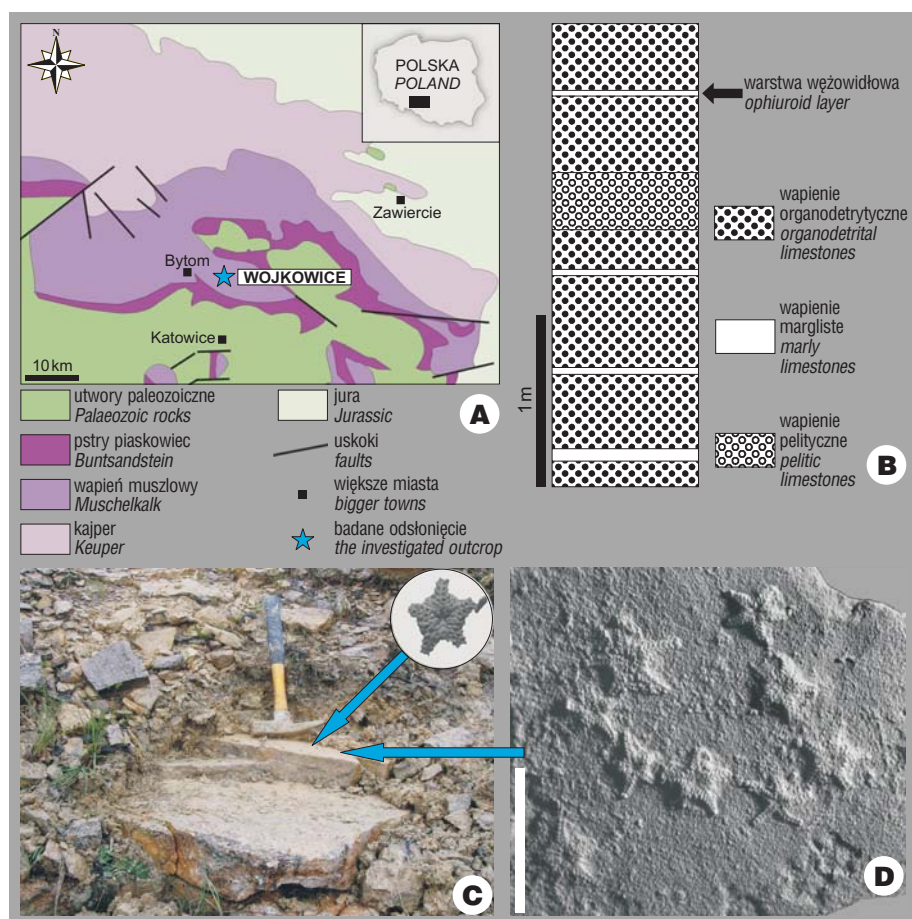 N
POLSKA
POLAND
Zawiercie
Bytom
WOJKOWICE
Katowice
10 km
A
utwory paleozoiczne
Palaeozoic rocks
pstry piaskowiec
Buntsandstein
wapień muszlowy
Muschelkalk
kajper
Keuper
jura
Jurassic
uskoki
faults
większe miasta
bigger towns
badane odsłonięcie
the investigated outcrop
1m
warstwa wężowidłowa
ophiuroid layer
wapienie
organodetrytyczne
organodetrital
limestones
wapienie
margliste
marly
limestones
wapienie
pelityczne
pelitic
limestones
B
C
D